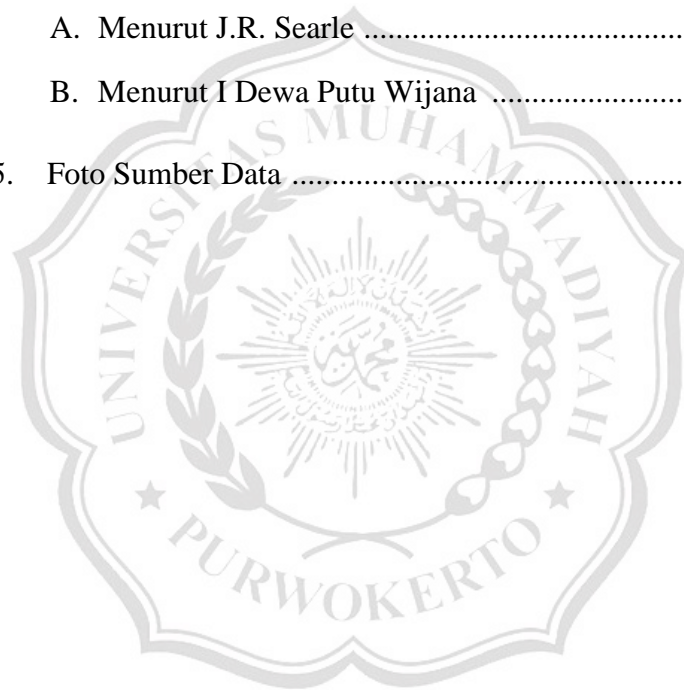 A. Menurut J.R. Searle ........................................
B. Menurut I Dewa Putu Wijana ........................
5. Foto Sumber Data .................................................
UNIVERSITAS MUHAMMADIYAH
PURWOKERTO